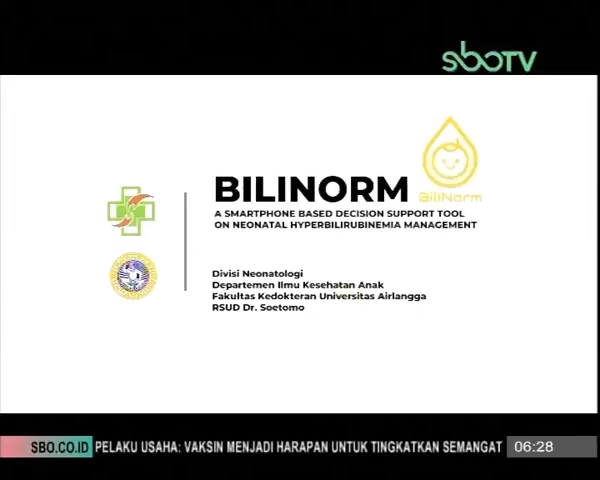 sboTV
BILINORM
BiliNorm
A SMARTPHONE BASED DECISION SUPPORT TOOL
ON NEONATAL HYPERBILIRUBINEMIA MANAGEMENT
Divisi Neonatologi
Departemen Ilmu Kesehatan Anak
Fakultas Kedokteran Universitas Airlangga
RSUD Dr. Soetomo
SBO.CO.ID PELAKU USAHA: VAKSIN MENJADI HARAPAN UNTUK TINGKATKAN SEMANGAT 06:28